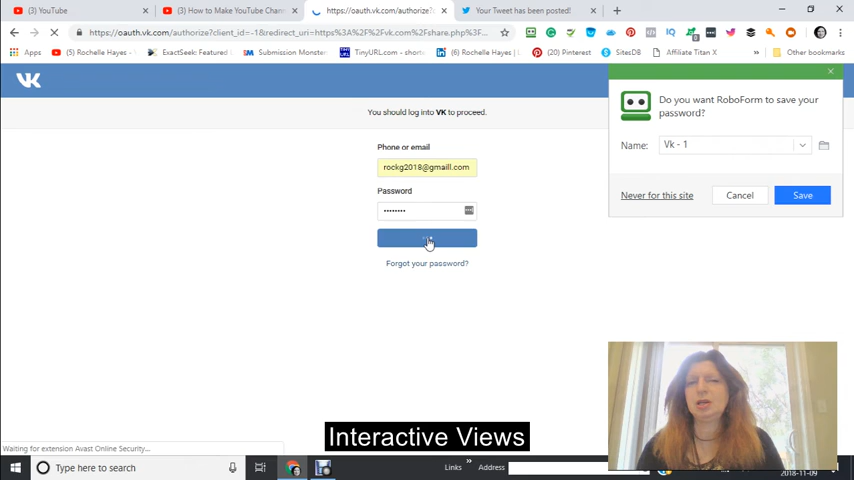 (3) YouTube
(3) How to Make YouTube Chann
https://oauth.vk.com/authorize?c
Your Tweet has been posted!
https://oauth.vk.com/authorize?client_id=-1&redirect_uri=https%3A%2F%2Fvk.com%2Fshare.php%3F...
Apps
(5) Rochelle Hayes
ExactSeek: Featured L
Submission Monster
TinyURL.com - shorte
(6) Rochelle Hayes |
(20) Pinterest
SitesDB
Affiliate Titan X
Other bookmarks
You should log into VK to proceed.
Phone or email
rockg2018@gmaill.com
Password
••••••••
Forgot your password?
Do you want RoboForm to save your
password?
Name:
Vk - 1
Never for this site
Cancel
Save
Interactive Views
Waiting for extension Avast Online Security...
Type here to search
Links
Address
2018-11-09